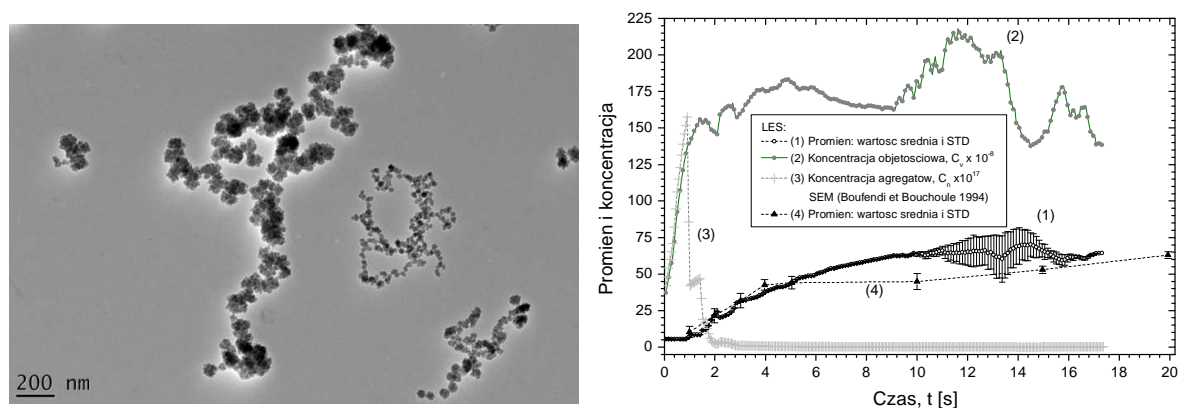 200 nm
Promien i koncentracja
225
200
175
150
125
100
75
50
25
0
(2)
LES:
(1) Promien: wartosc srednia i STD
(2) Koncentracja objetosciowa, C_v x 10^-8
(3) Koncentracja agregatow, C_n x10^17
SEM (Boufendi et Bouchoule 1994)
(4) Promien: wartosc srednia i STD
(3)
(1)
(4)
0 2 4 6 8 10 12 14 16 18 20
Czas, t [s]